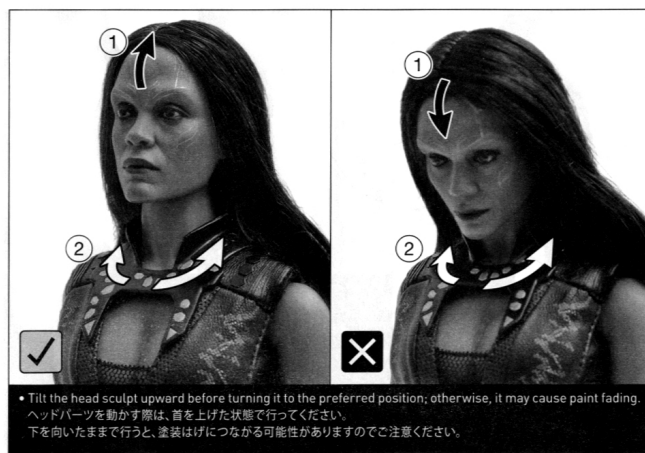 1
1
2
2
• Tilt the head sculpt upward before turning it to the preferred position; otherwise, it may cause paint fading.
ヘッドパーツを動かす際は、首を上げた状態で行ってください。
下を向いたままで行うと、塗装はげにつながる可能性がありますのでご注意ください。